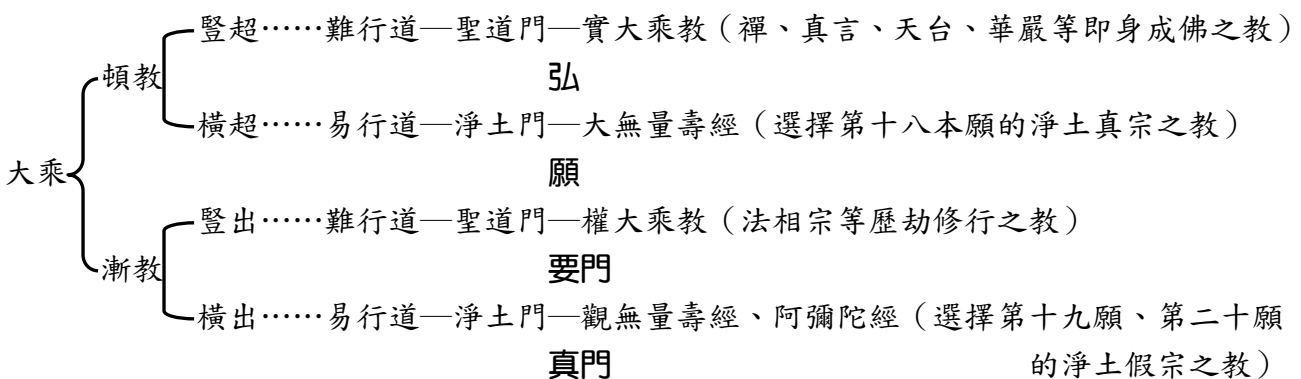 豎超⋯⋯難行道─聖道門─實大乘教（禪、真言、天台、華嚴等即身成佛之教）
頓教
弘
橫超⋯⋯易行道─淨土門─大無量壽經（選擇第十八本願的淨土真宗之教）
大乘
願
豎出⋯⋯難行道─聖道門─權大乘教（法相宗等歷劫修行之教）
漸教
要門
橫出⋯⋯易行道─淨土門─觀無量壽經、阿彌陀經（選擇第十九願、第二十願
真門 的淨土假宗之教）